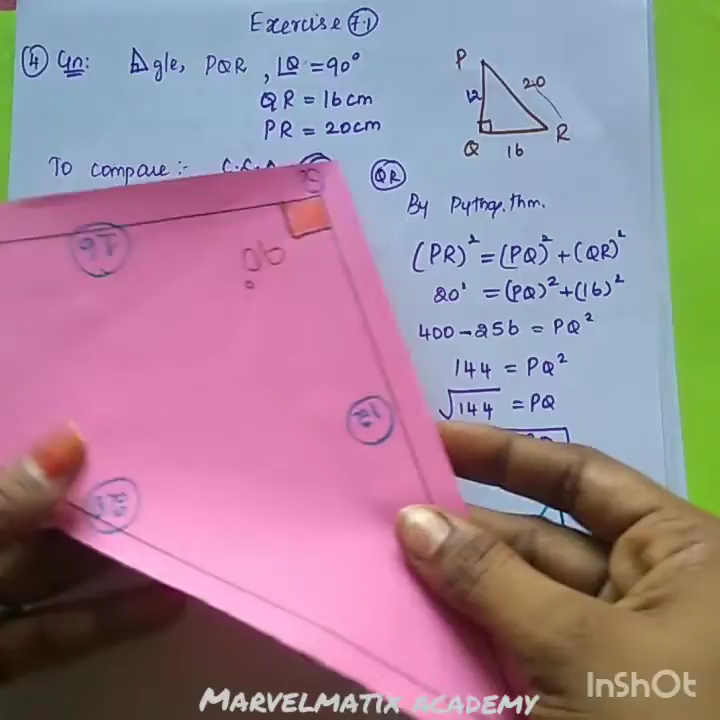 Exercise 7.1
4 Gn: gle, PQR, ∟Q = 90°
QR = 16cm
PR = 20cm
P
12
20
Q
16
R
To compare :-
QR
By Pythag. thm.
(PR)² = (PQ)² + (QR)²
20² = (PQ)² + (16)²
400 - 256 = PQ²
144 = PQ²
√144 = PQ
16
90
12
MARVELMATIX ACADEMY
InShOt